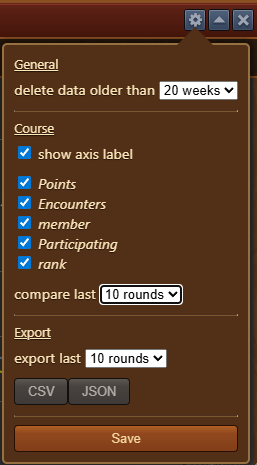 General
delete data older than 20 weeks
Course
show axis label
Points
Encounters
member
Participating
rank
compare last 10 rounds
Export
export last 10 rounds
CSV JSON
Save